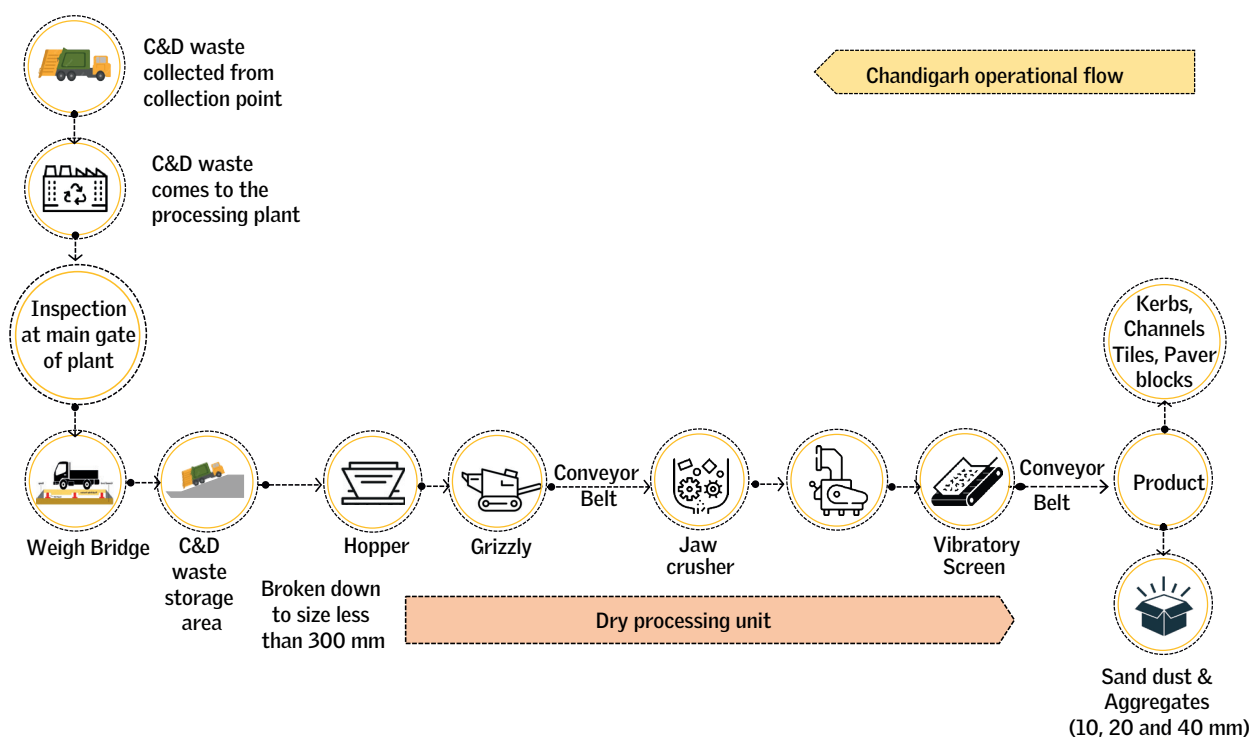 C&D waste
collected from
collection point
Chandigarh operational flow
C&D waste
comes to the
processing plant
Inspection
at main gate
of plant
Kerbs,
Channels
Tiles, Paver
blocks
Weigh Bridge
C&D
waste
storage
area
Hopper
Broken down
to size less
than 300 mm
Grizzly
Conveyor
Belt
Jaw
crusher
Vibratory
Screen
Conveyor
Belt
Product
Dry processing unit
Sand dust &
Aggregates
(10, 20 and 40 mm)